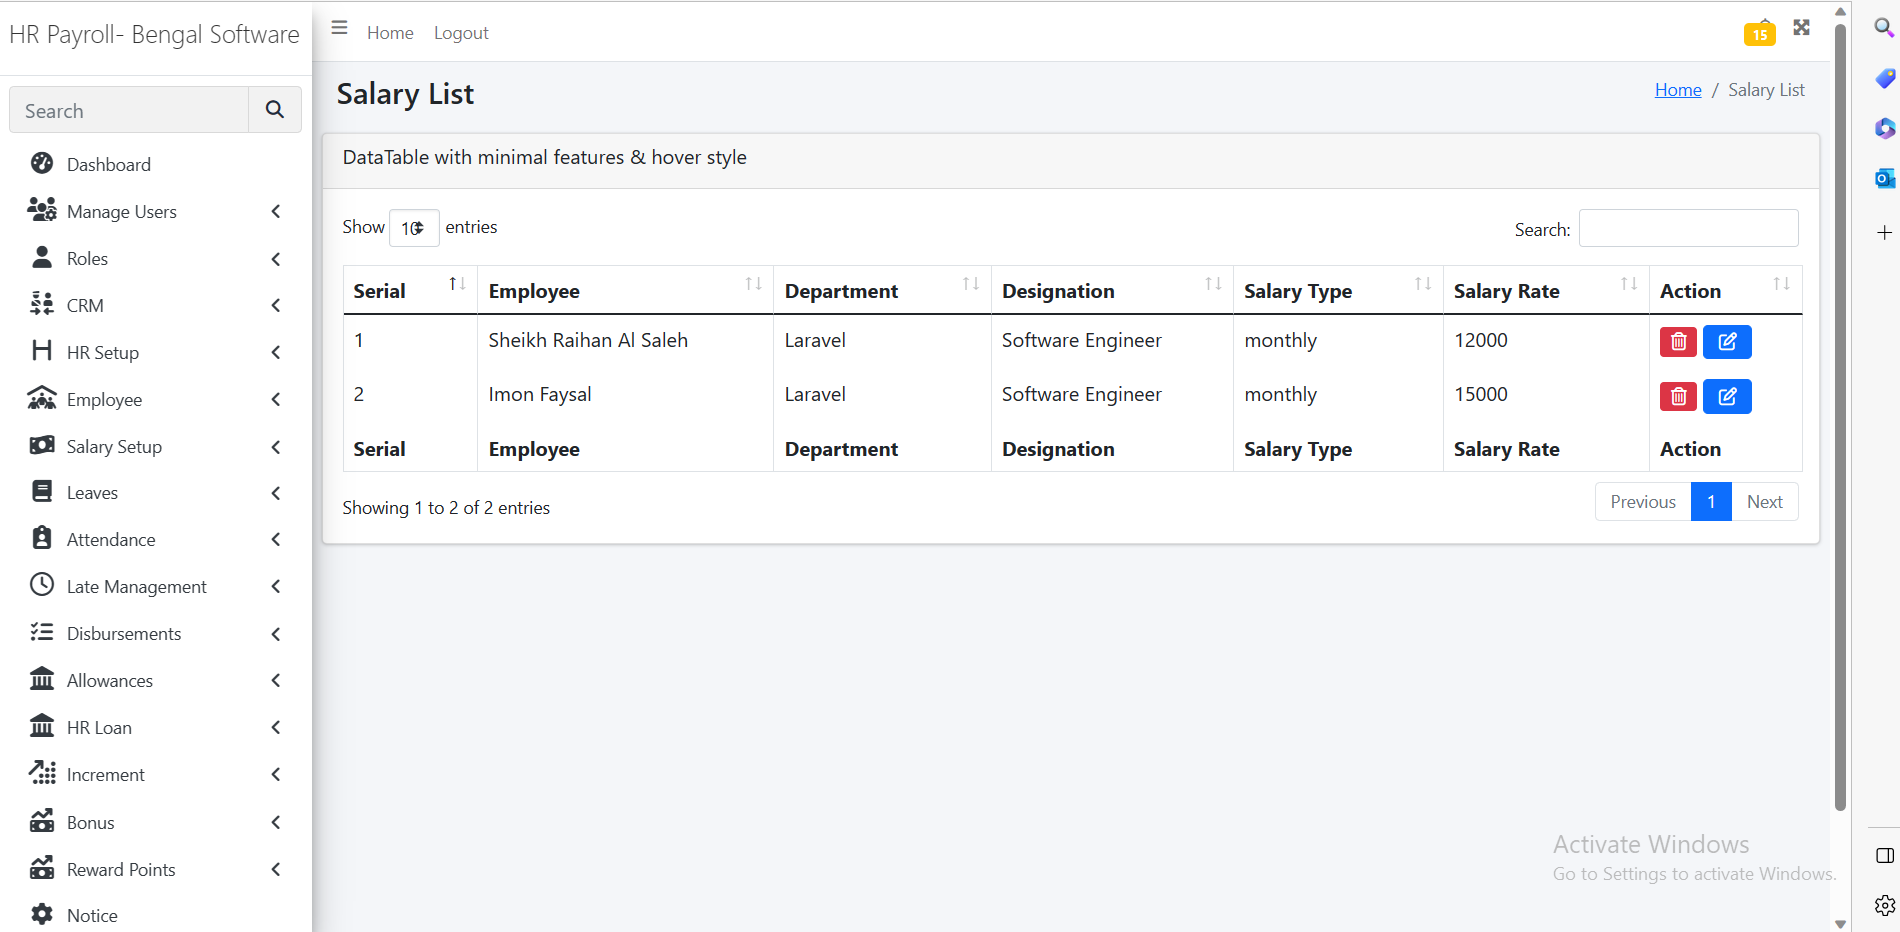 HR Payroll- Bengal Software
Home Logout
15
Search
Salary List
Home / Salary List
DataTable with minimal features & hover style
Dashboard
Manage Users
Roles
CRM
HR Setup
Employee
Salary Setup
Leaves
Attendance
Late Management
Disbursements
Allowances
HR Loan
Increment
Bonus
Reward Points
Notice
Show 10 entries
Search:
Serial Employee Department Designation Salary Type Salary Rate Action
1 Sheikh Raihan Al Saleh Laravel Software Engineer monthly 12000
2 Imon Faysal Laravel Software Engineer monthly 15000
Serial Employee Department Designation Salary Type Salary Rate Action
Showing 1 to 2 of 2 entries
Previous 1 Next
Activate Windows
Go to Settings to activate Windows.